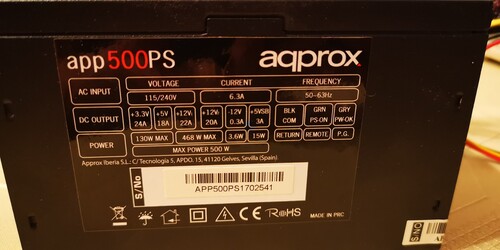 app500PS aqprox
VOLTAGE CURRENT FREQUENCY
AC INPUT 115/240V 6.3A 50~63Hz
DC OUTPUT +3.3V 24A +5V 18A +12V1 22A +12V2 20A -12V 0.3A +5VSB 3A BLK COM GRN PS-ON GRY PW-OK
POWER 130W MAX 468 W MAX 3.6W 15W RETURN REMOTE P.G.
MAX POWER 500 W
Approx Iberia S.L.: C/Tecnología 5, APDO. 15, 41120 Gelves, Sevilla (Spain)
S/No
APP500PS1702541
CE RoHS MADE IN PRC
S/NO